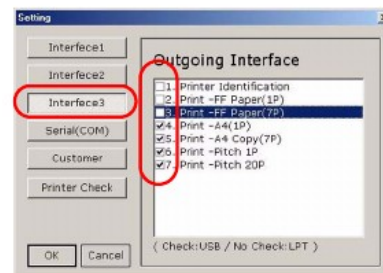 Setting
Interfece1
Interfece2
Interfece3
Serial(COM)
Customer
Printer Check
OK
Cancel
Outgoing Interface
1. Printer Identification
2. Print -FF Paper(1P)
3. Print -FF Paper(7P)
4. Print -A4(1P)
5. Print -A4 Copy(7P)
6. Print -Pitch 1P
7. Print -Pitch 20P
( Check:USB / No Check:LPT )